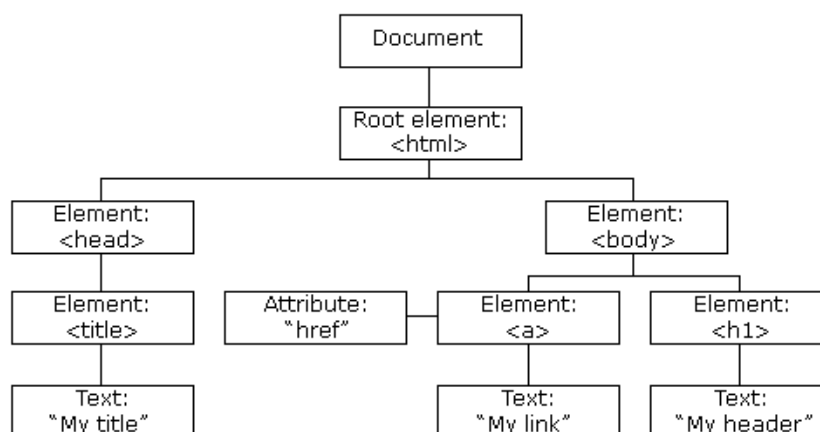 Document
Root element:
<html>
Element:
<head>
Element:
<body>
Element:
<title>
Attribute:
“href”
Element:
<a>
Element:
<h1>
Text:
“My title”
Text:
“My link”
Text:
“My header”